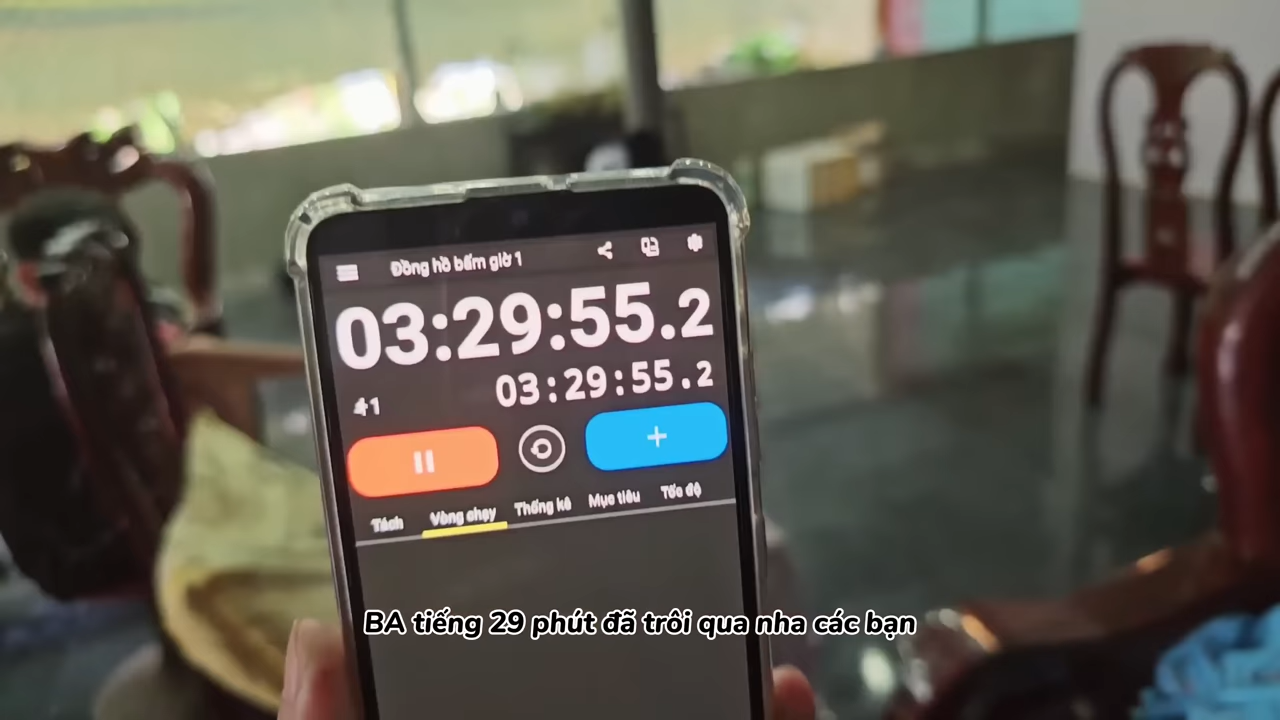 Đồng hồ bấm giờ 1
03:29:55.2
#1 03:29:55.2
Tách Vòng chạy Thống kê Mục tiêu Tốc độ
BA tiếng 29 phút đã trôi qua nha các bạn